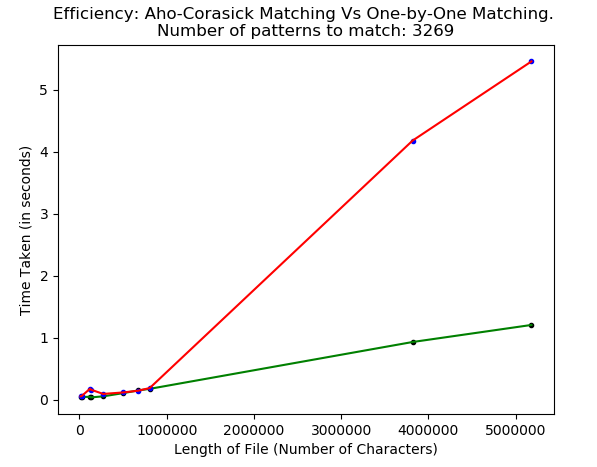 Efficiency: Aho-Corasick Matching Vs One-by-One Matching.
Number of patterns to match: 3269
5
4
3
2
1
0
Time Taken (in seconds)
0 1000000 2000000 3000000 4000000 5000000
Length of File (Number of Characters)